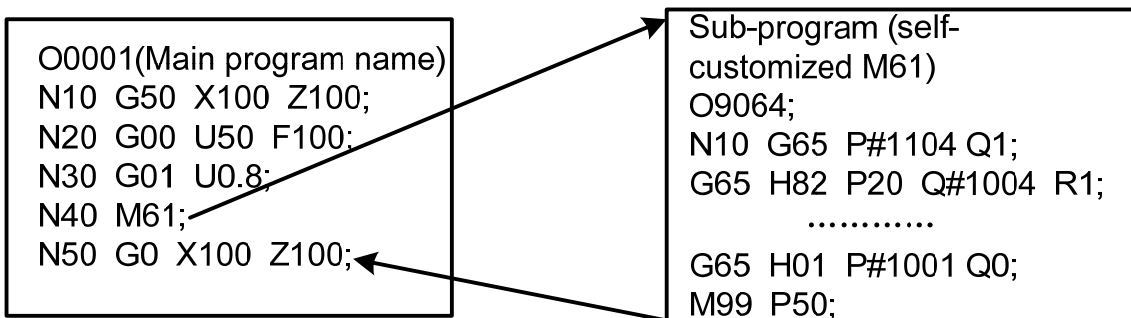 O0001(Main program name)
N10 G50 X100 Z100;
N20 G00 U50 F100;
N30 G01 U0.8;
N40 M61;
N50 G0 X100 Z100;
Sub-program (self-
customized M61)
O9064;
N10 G65 P#1104 Q1;
G65 H82 P20 Q#1004 R1;
............
G65 H01 P#1001 Q0;
M99 P50;